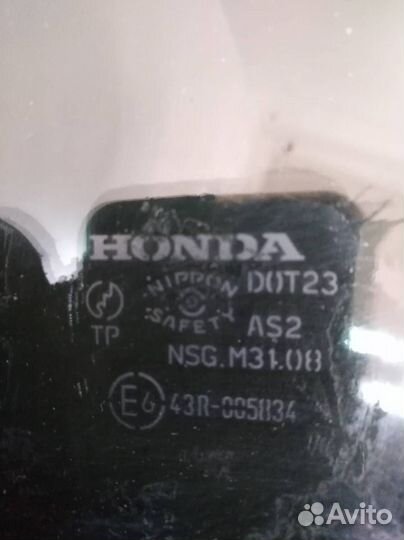 HONDA
NIPPON DOT23
TP SAFETY AS2
NSG.M31.08
E6 43R-005834
Avito